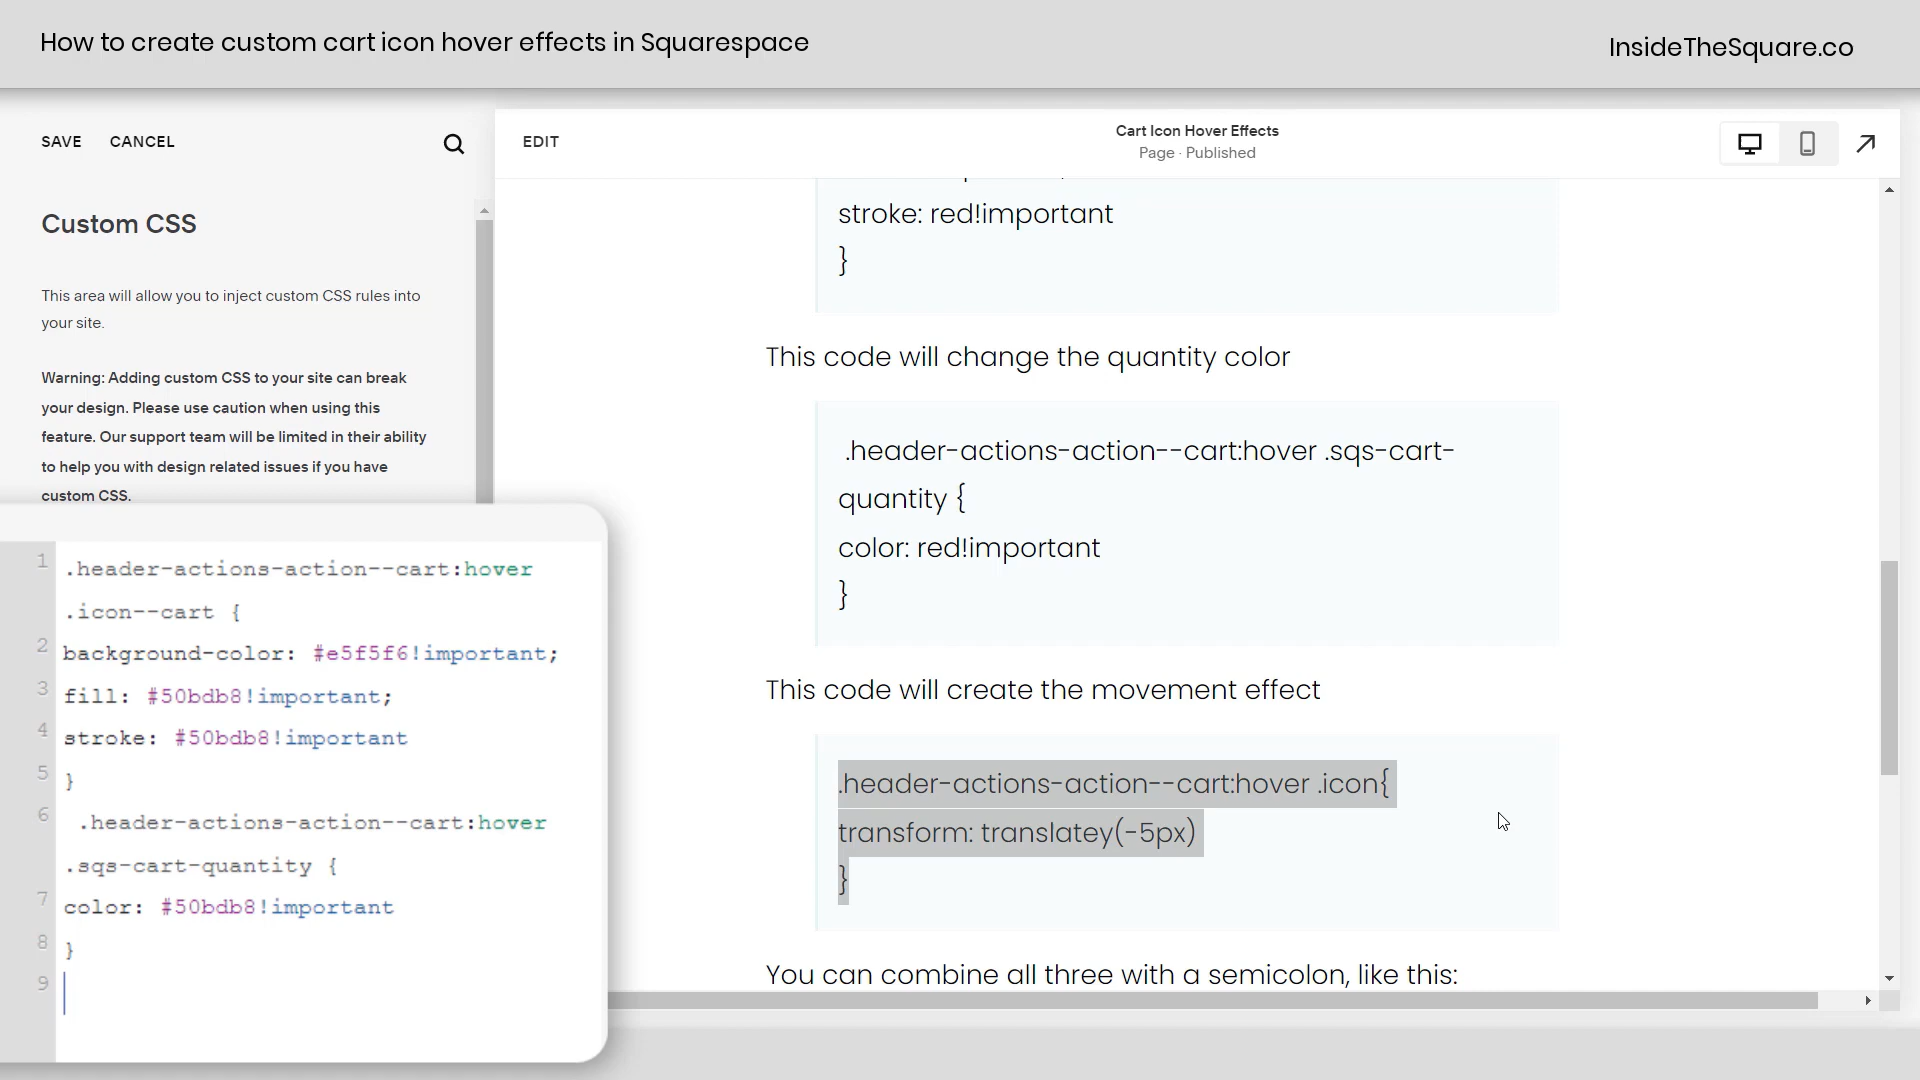 How to create custom cart icon hover effects in Squarespace
InsideTheSquare.co
SAVE CANCEL
EDIT
Cart Icon Hover Effects
Page · Published
Custom CSS
This area will allow you to inject custom CSS rules into
your site.
Warning: Adding custom CSS to your site can break
your design. Please use caution when using this
feature. Our support team will be limited in their ability
to help you with design related issues if you have
custom CSS.
1 .header-actions-action--cart:hover
.icon--cart {
2 background-color: #e5f5f6!important;
3 fill: #50bdb8!important;
4 stroke: #50bdb8!important
5 }
6 .header-actions-action--cart:hover
.sqs-cart-quantity {
7 color: #50bdb8!important
8 }
9
stroke: red!important
}
This code will change the quantity color
.header-actions-action--cart:hover .sqs-cart-
quantity {
color: red!important
}
This code will create the movement effect
.header-actions-action--cart:hover .icon{
transform: translatey(-5px)
}
You can combine all three with a semicolon, like this: